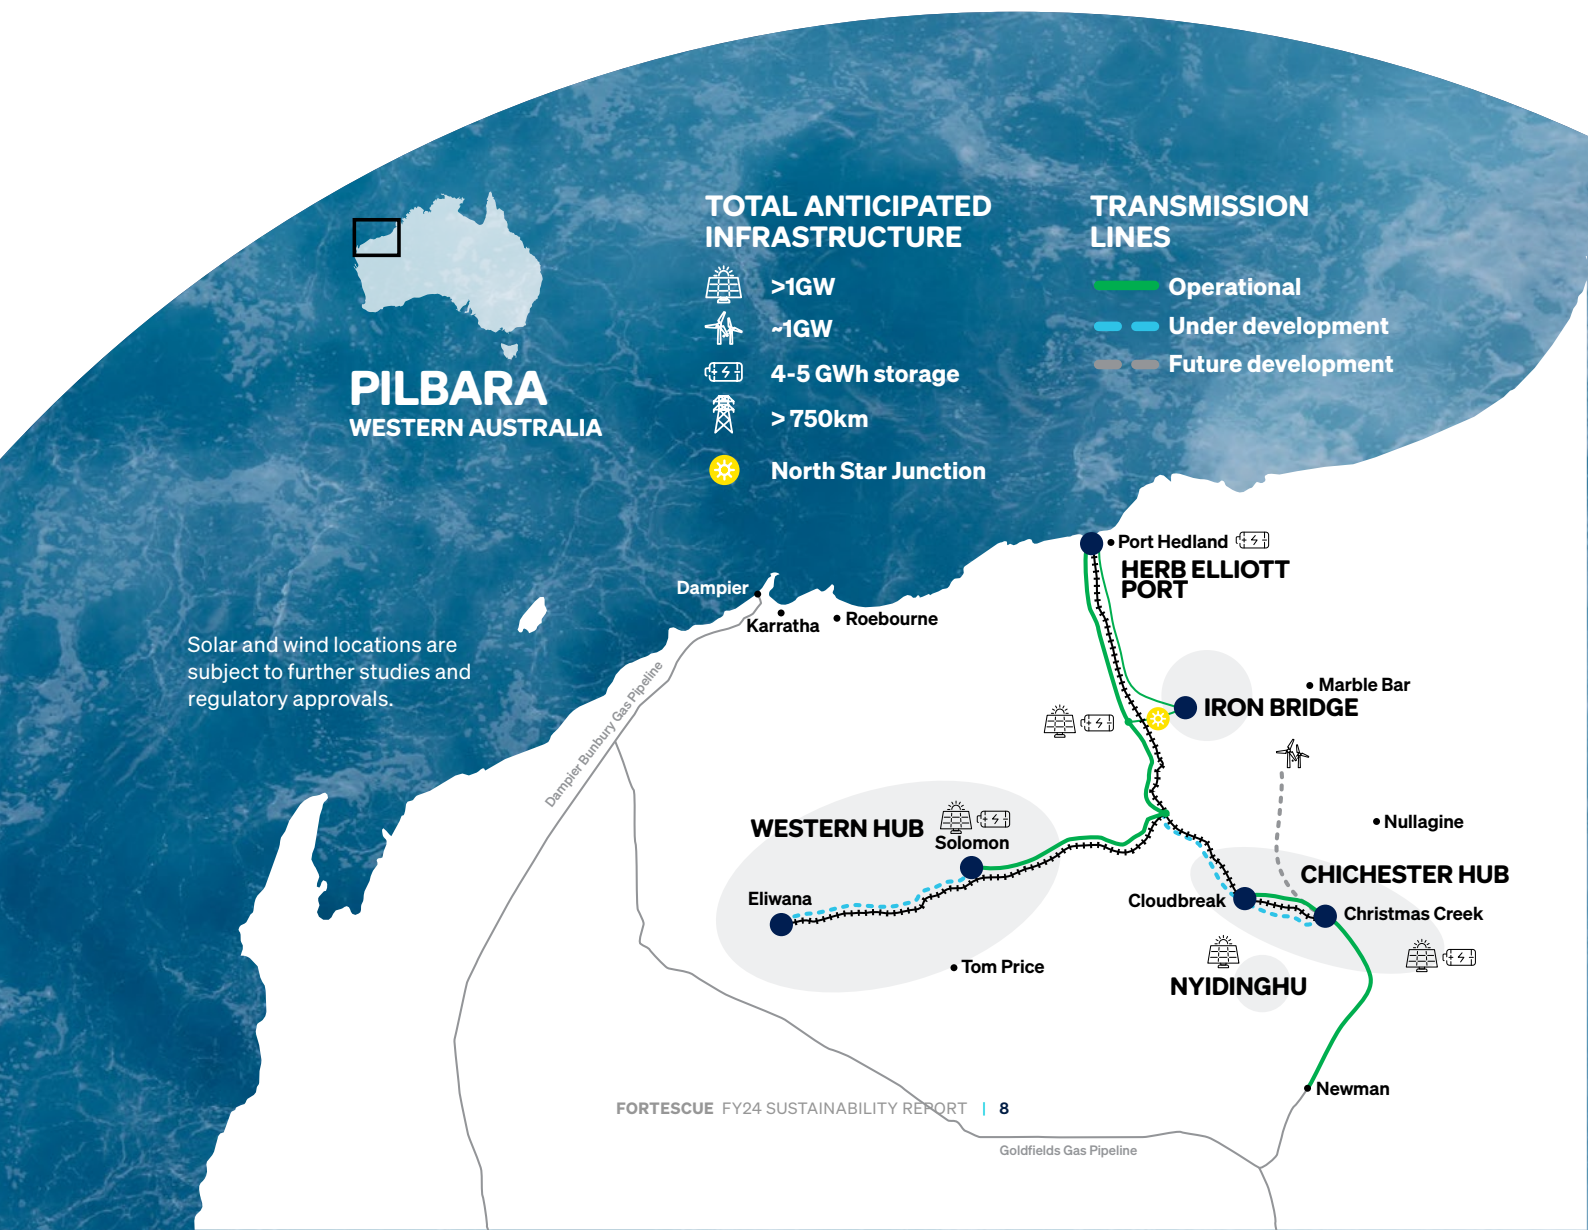 TOTAL ANTICIPATED
INFRASTRUCTURE
>1GW
~1GW
4-5 GWh storage
> 750km
North Star Junction
TRANSMISSION
LINES
Operational
Under development
Future development
PILBARA
WESTERN AUSTRALIA
Solar and wind locations are
subject to further studies and
regulatory approvals.
Port Hedland
HERB ELLIOTT
PORT
Dampier
Karratha
Roebourne
Dampier Bunbury Gas Pipeline
Marble Bar
IRON BRIDGE
WESTERN HUB
Solomon
Nullagine
Eliwana
CHICHESTER HUB
Cloudbreak
Christmas Creek
Tom Price
NYIDINGHU
Newman
FORTESCUE FY24 SUSTAINABILITY REPORT | 8
Goldfields Gas Pipeline